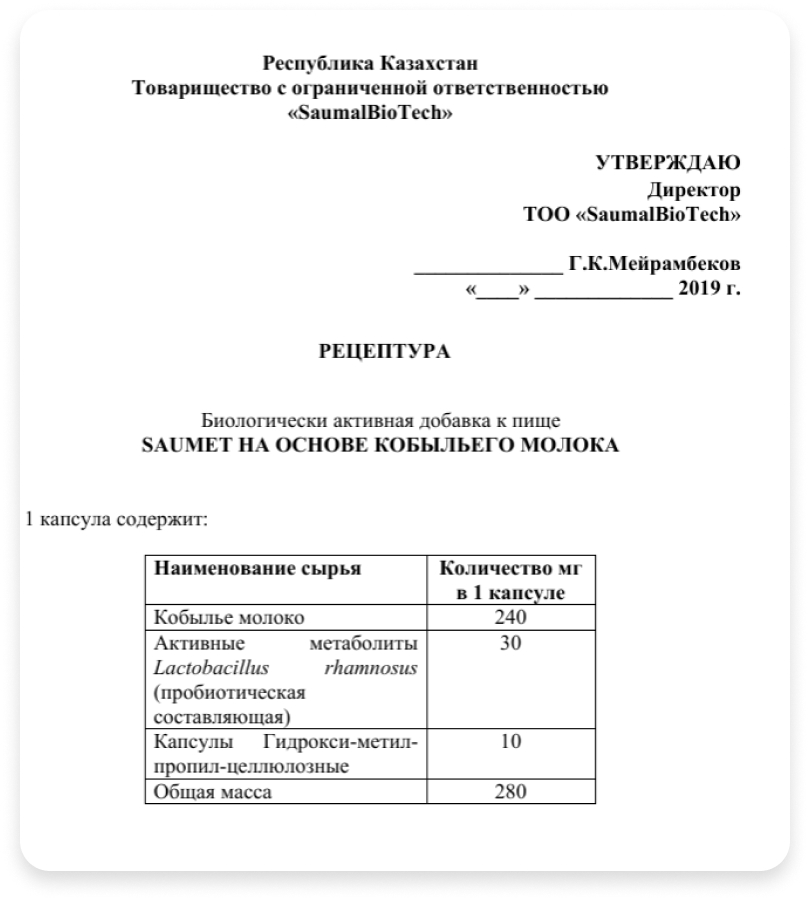 Республика Казахстан
Товарищество с ограниченной ответственностью
«SaumalBioTech»
УТВЕРЖДАЮ
Директор
ТОО «SaumalBioTech»
______________ Г.К.Мейрамбеков
«____» _____________ 2019 г.
РЕЦЕПТУРА
Биологически активная добавка к пище
SAUMET НА ОСНОВЕ КОБЫЛЬЕГО МОЛОКА
1 капсула содержит:
Наименование сырья Количество мг
в 1 капсуле
Кобылье молоко 240
Активные метаболиты 30
Lactobacillus rhamnosus
(пробиотическая
составляющая)
Капсулы Гидрокси-метил- 10
пропил-целлюлозные
Общая масса 280